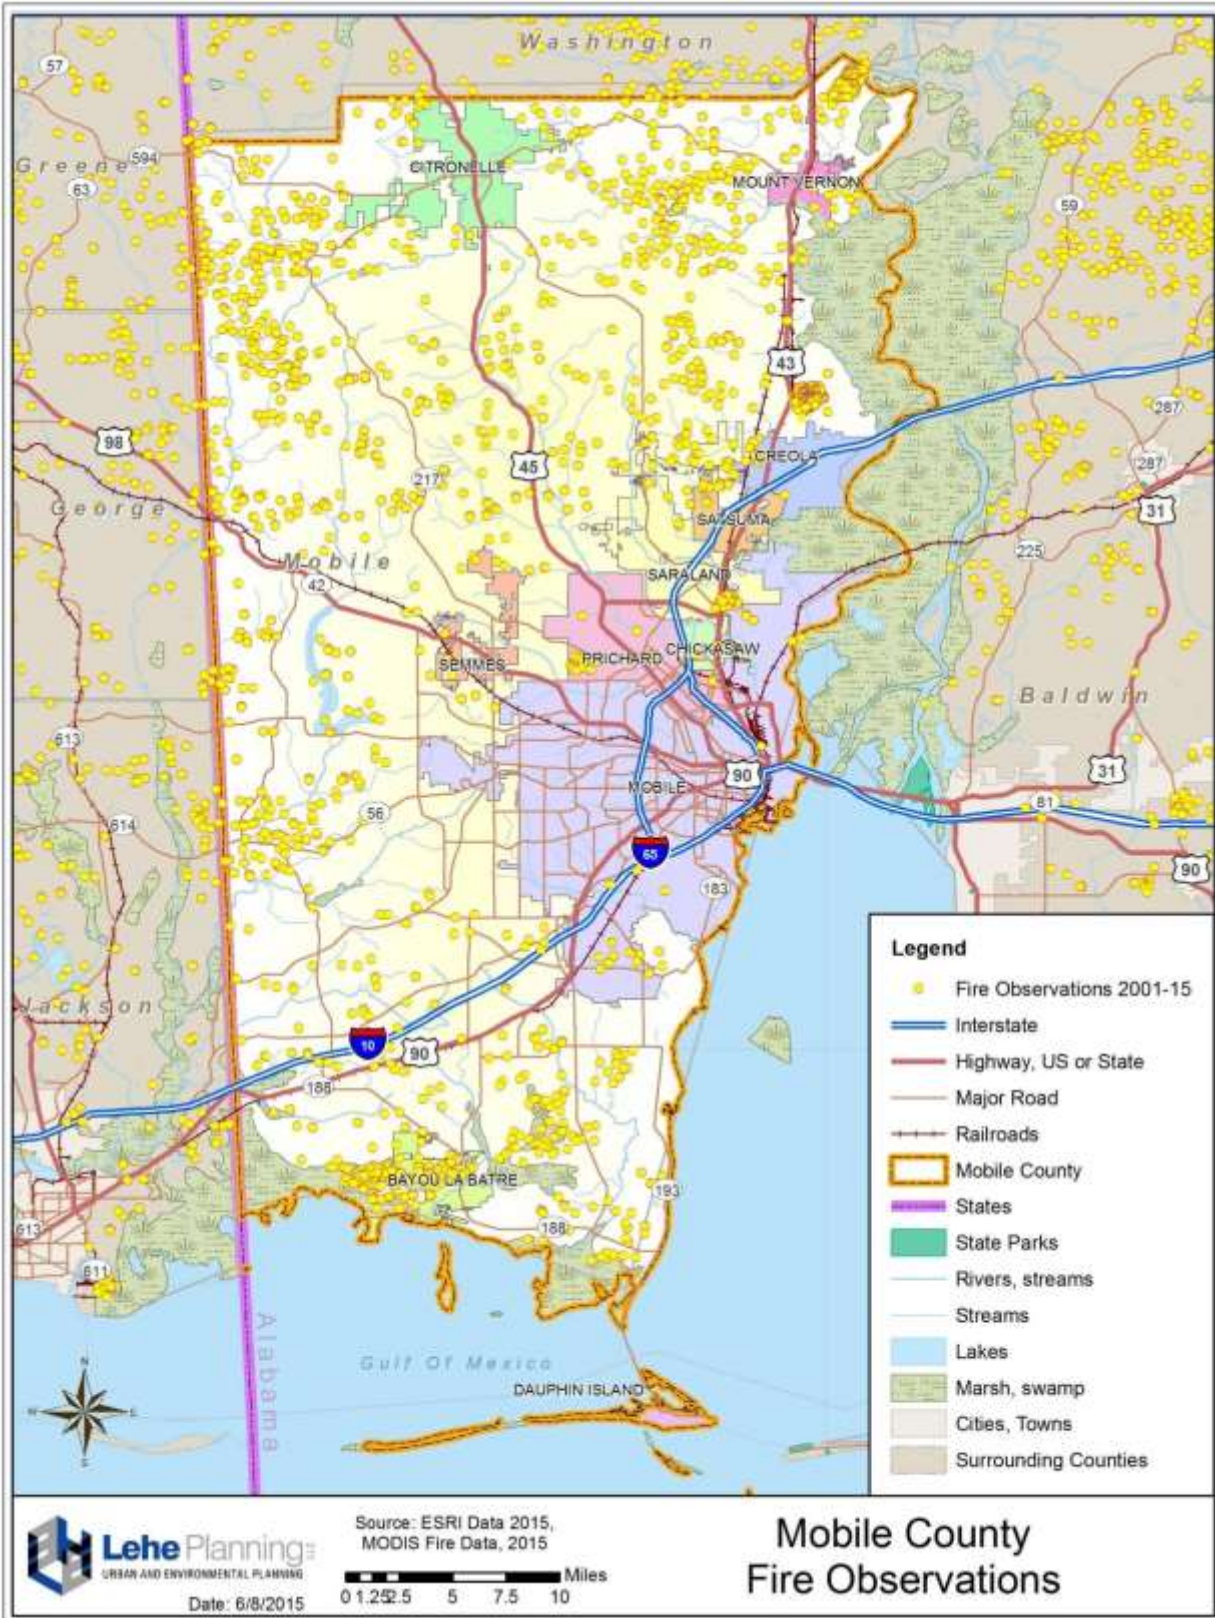 Washington
57
Greene
594
63
CITRONELLE
MOUNT VERNON
59
43
98
45
CREOLA
287
287
217
31
George
SATSUMA
225
Mobile
42
SARALAND
SEMMES
PRICHARD
CHICKASAW
Baldwin
613
90
31
MOBILE
81
56
614
65
90
183
Jackson
10
90
188
BAYOU LA BATRE
193
613
188
611
Alabama
Gulf Of Mexico
DAUPHIN ISLAND
N
W
E
S
Legend
Fire Observations 2001-15
Interstate
Highway, US or State
Major Road
Railroads
Mobile County
States
State Parks
Rivers, streams
Streams
Lakes
Marsh, swamp
Cities, Towns
Surrounding Counties
Lehe Planning LLC
URBAN AND ENVIRONMENTAL PLANNING
Date: 6/8/2015
Source: ESRI Data 2015,
MODIS Fire Data, 2015
Miles
0 1.25 2.5 5 7.5 10
Mobile County
Fire Observations